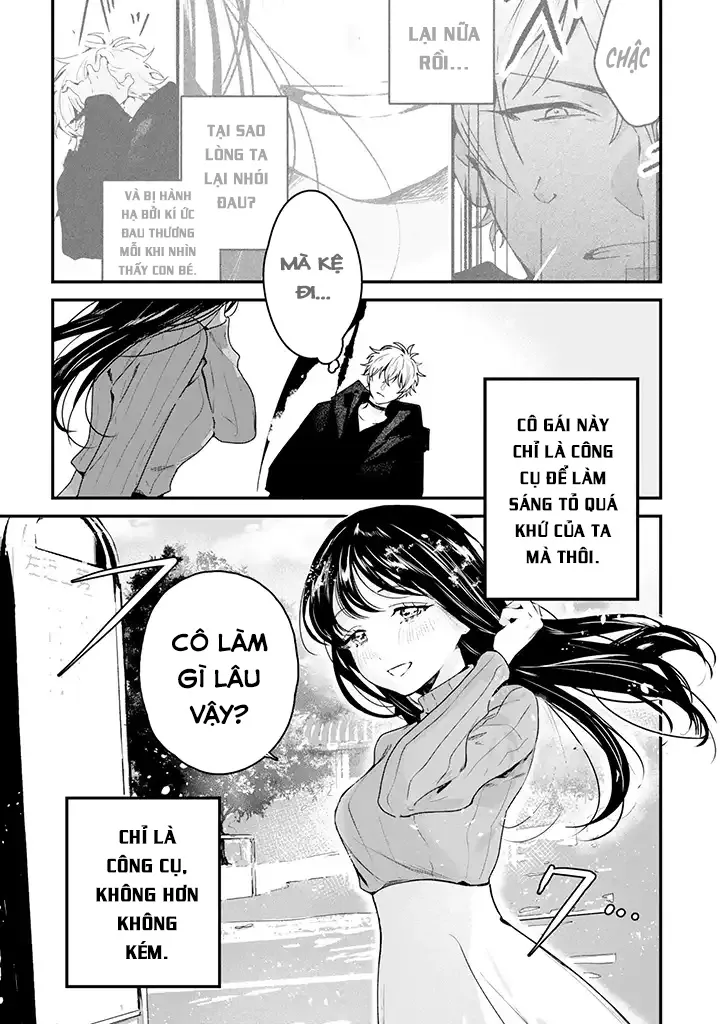 CHẬC
LẠI NỮA
RỒI...
TẠI SAO
LÒNG TA
LẠI NHÓI
ĐAU?
VÀ BỊ HÀNH
HẠ BỞI KÍ ỨC
ĐAU THƯƠNG
MỖI KHI NHÌN
THẤY CON BÉ.
MÀ KỆ
ĐI...
CÔ GÁI NÀY
CHỈ LÀ CÔNG
CỤ ĐỂ LÀM
SÁNG TỎ QUÁ
KHỨ CỦA TA
MÀ THÔI.
CÔ LÀM
GÌ LÂU
VẬY?
CHỈ LÀ
CÔNG CỤ,
KHÔNG HƠN
KHÔNG
KÉM.